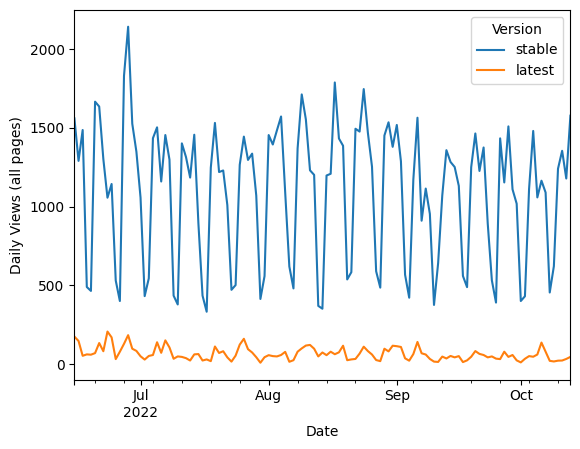 Version
stable
latest
2000
1500
1000
500
0
Daily Views (all pages)
Jul
2022
Aug
Sep
Oct
Date